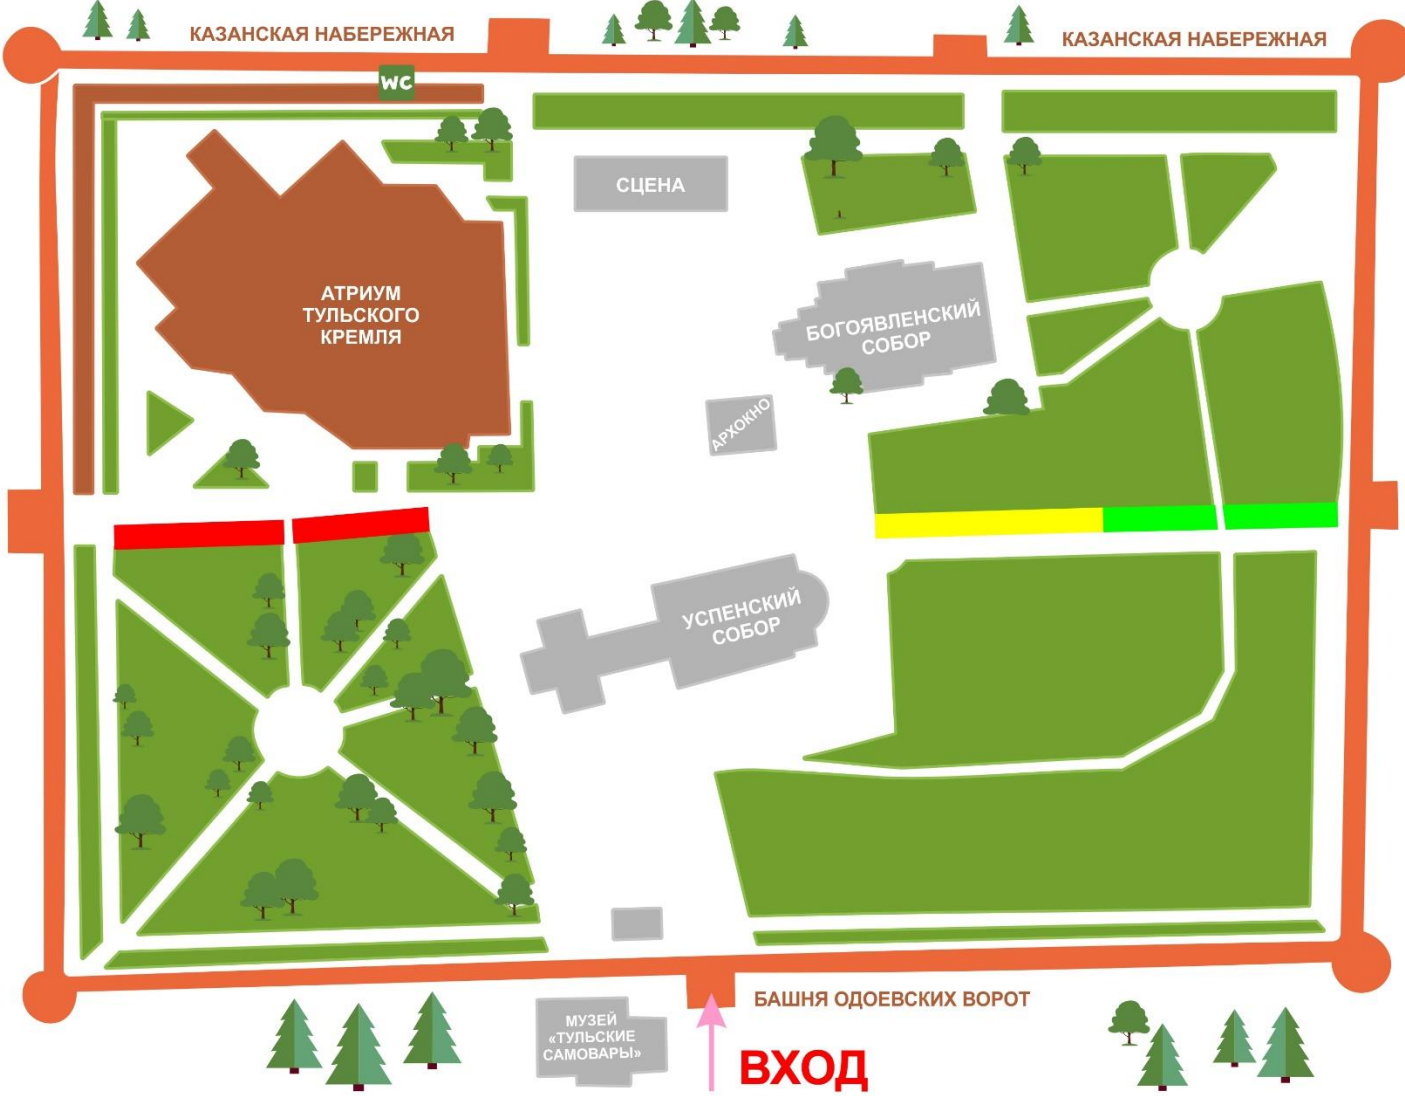 КАЗАНСКАЯ НАБЕРЕЖНАЯ
КАЗАНСКАЯ НАБЕРЕЖНАЯ
WC
СЦЕНА
АТРИУМ
ТУЛЬСКОГО
КРЕМЛЯ
БОГОЯВЛЕНСКИЙ
СОБОР
АРХОКНО
УСПЕНСКИЙ
СОБОР
БАШНЯ ОДОЕВСКИХ ВОРОТ
МУЗЕЙ
«ТУЛЬСКИЕ
САМОВАРЫ»
ВХОД